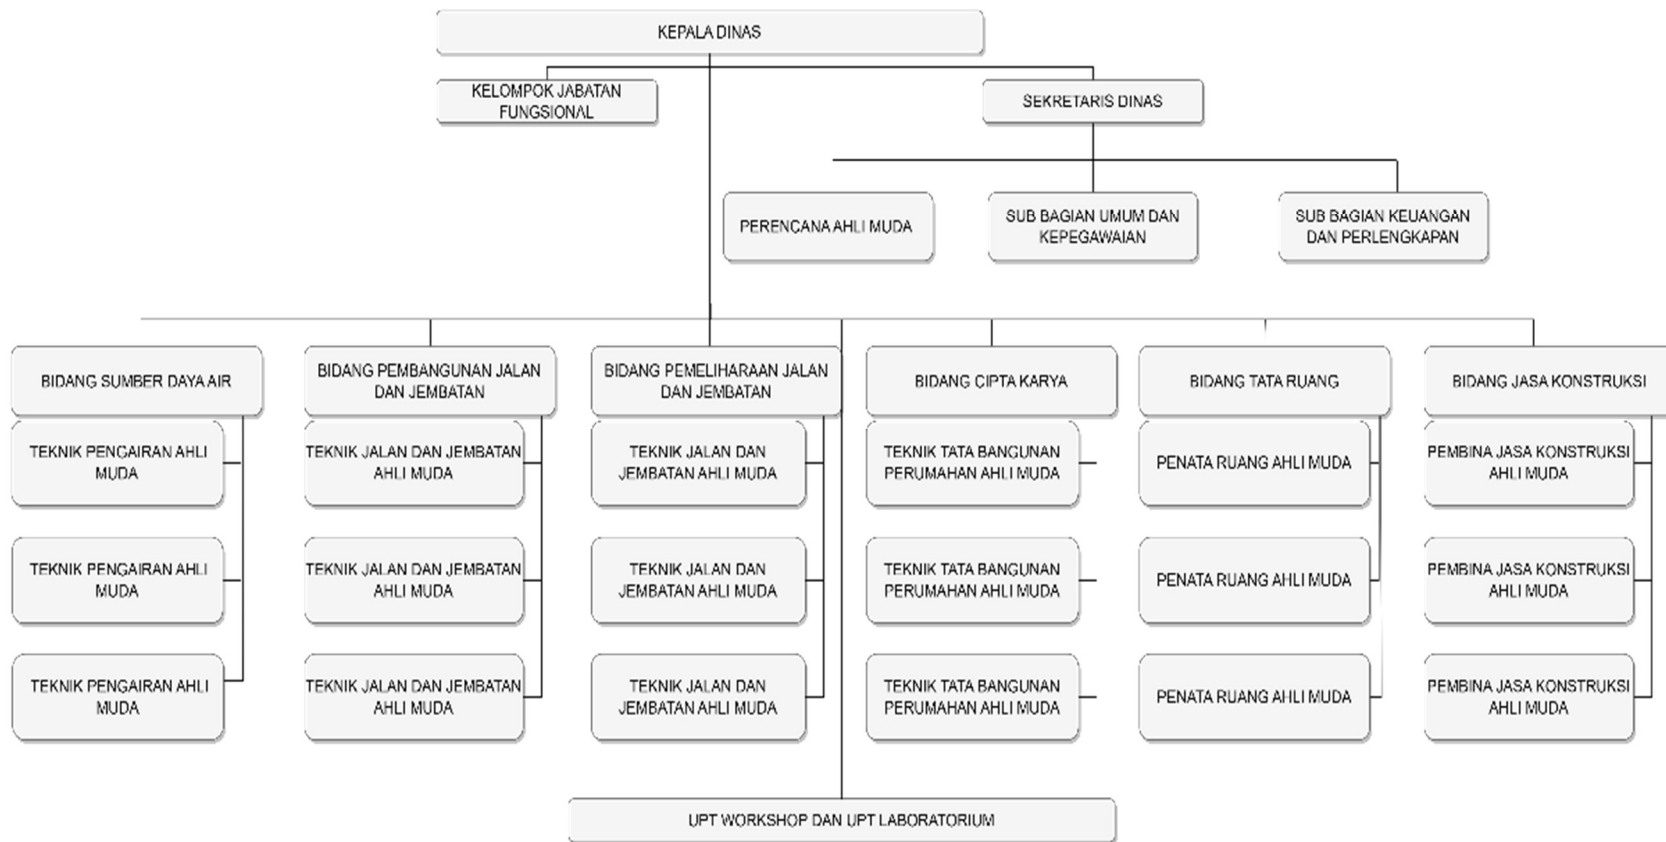 KEPALA DINAS
KELOMPOK JABATAN
FUNGSIONAL
SEKRETARIS DINAS
PERENCANA AHLI MUDA
SUB BAGIAN UMUM DAN
KEPEGAWAIAN
SUB BAGIAN KEUANGAN
DAN PERLENGKAPAN
BIDANG SUMBER DAYA AIR
BIDANG PEMBANGUNAN JALAN
DAN JEMBATAN
BIDANG PEMELIHARAAN JALAN
DAN JEMBATAN
BIDANG CIPTA KARYA
BIDANG TATA RUANG
BIDANG JASA KONSTRUKSI
TEKNIK PENGAIRAN AHLI
MUDA
TEKNIK JALAN DAN JEMBATAN
AHLI MUDA
TEKNIK JALAN DAN
JEMBATAN AHLI MUDA
TEKNIK TATA BANGUNAN
PERUMAHAN AHLI MUDA
PENATA RUANG AHLI MUDA
PEMBINA JASA KONSTRUKSI
AHLI MUDA
TEKNIK PENGAIRAN AHLI
MUDA
TEKNIK JALAN DAN JEMBATAN
AHLI MUDA
TEKNIK JALAN DAN
JEMBATAN AHLI MUDA
TEKNIK TATA BANGUNAN
PERUMAHAN AHLI MUDA
PENATA RUANG AHLI MUDA
PEMBINA JASA KONSTRUKSI
AHLI MUDA
TEKNIK PENGAIRAN AHLI
MUDA
TEKNIK JALAN DAN JEMBATAN
AHLI MUDA
TEKNIK JALAN DAN
JEMBATAN AHLI MUDA
TEKNIK TATA BANGUNAN
PERUMAHAN AHLI MUDA
PENATA RUANG AHLI MUDA
PEMBINA JASA KONSTRUKSI
AHLI MUDA
UPT WORKSHOP DAN UPT LABORATORIUM